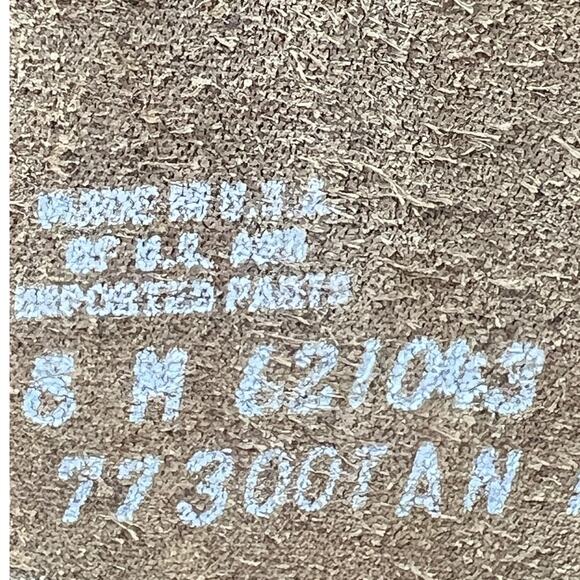 MADE IN U.S.A.
OF U.S. AND
IMPORTED PARTS
8 M 621043
77300TAN